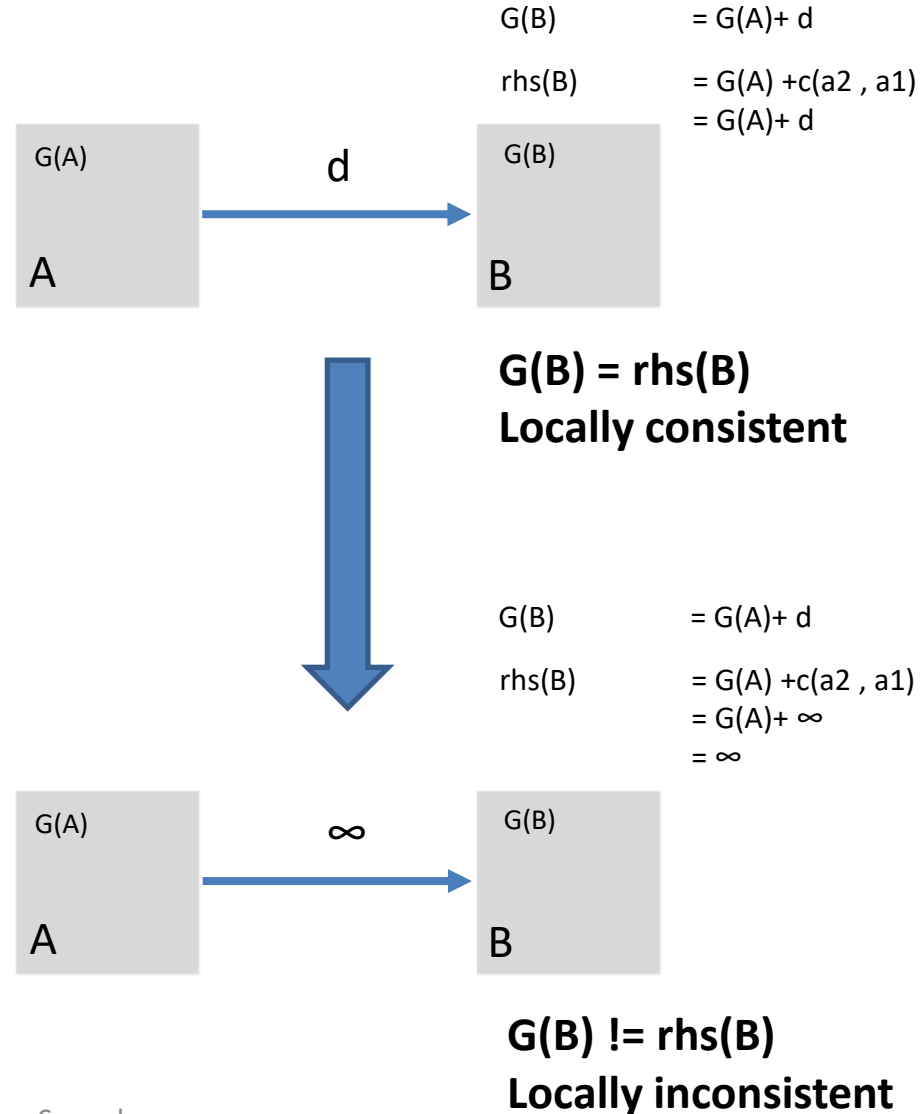 G(B) = G(A)+ d
rhs(B) = G(A) +c(a2 , a1)
= G(A)+ d
G(A)
d
G(B)
A
B
G(B) = rhs(B)
Locally consistent
G(B) = G(A)+ d
rhs(B) = G(A) +c(a2 , a1)
= G(A)+ ∞
= ∞
G(A)
∞
G(B)
A
B
G(B) != rhs(B)
Locally inconsistent